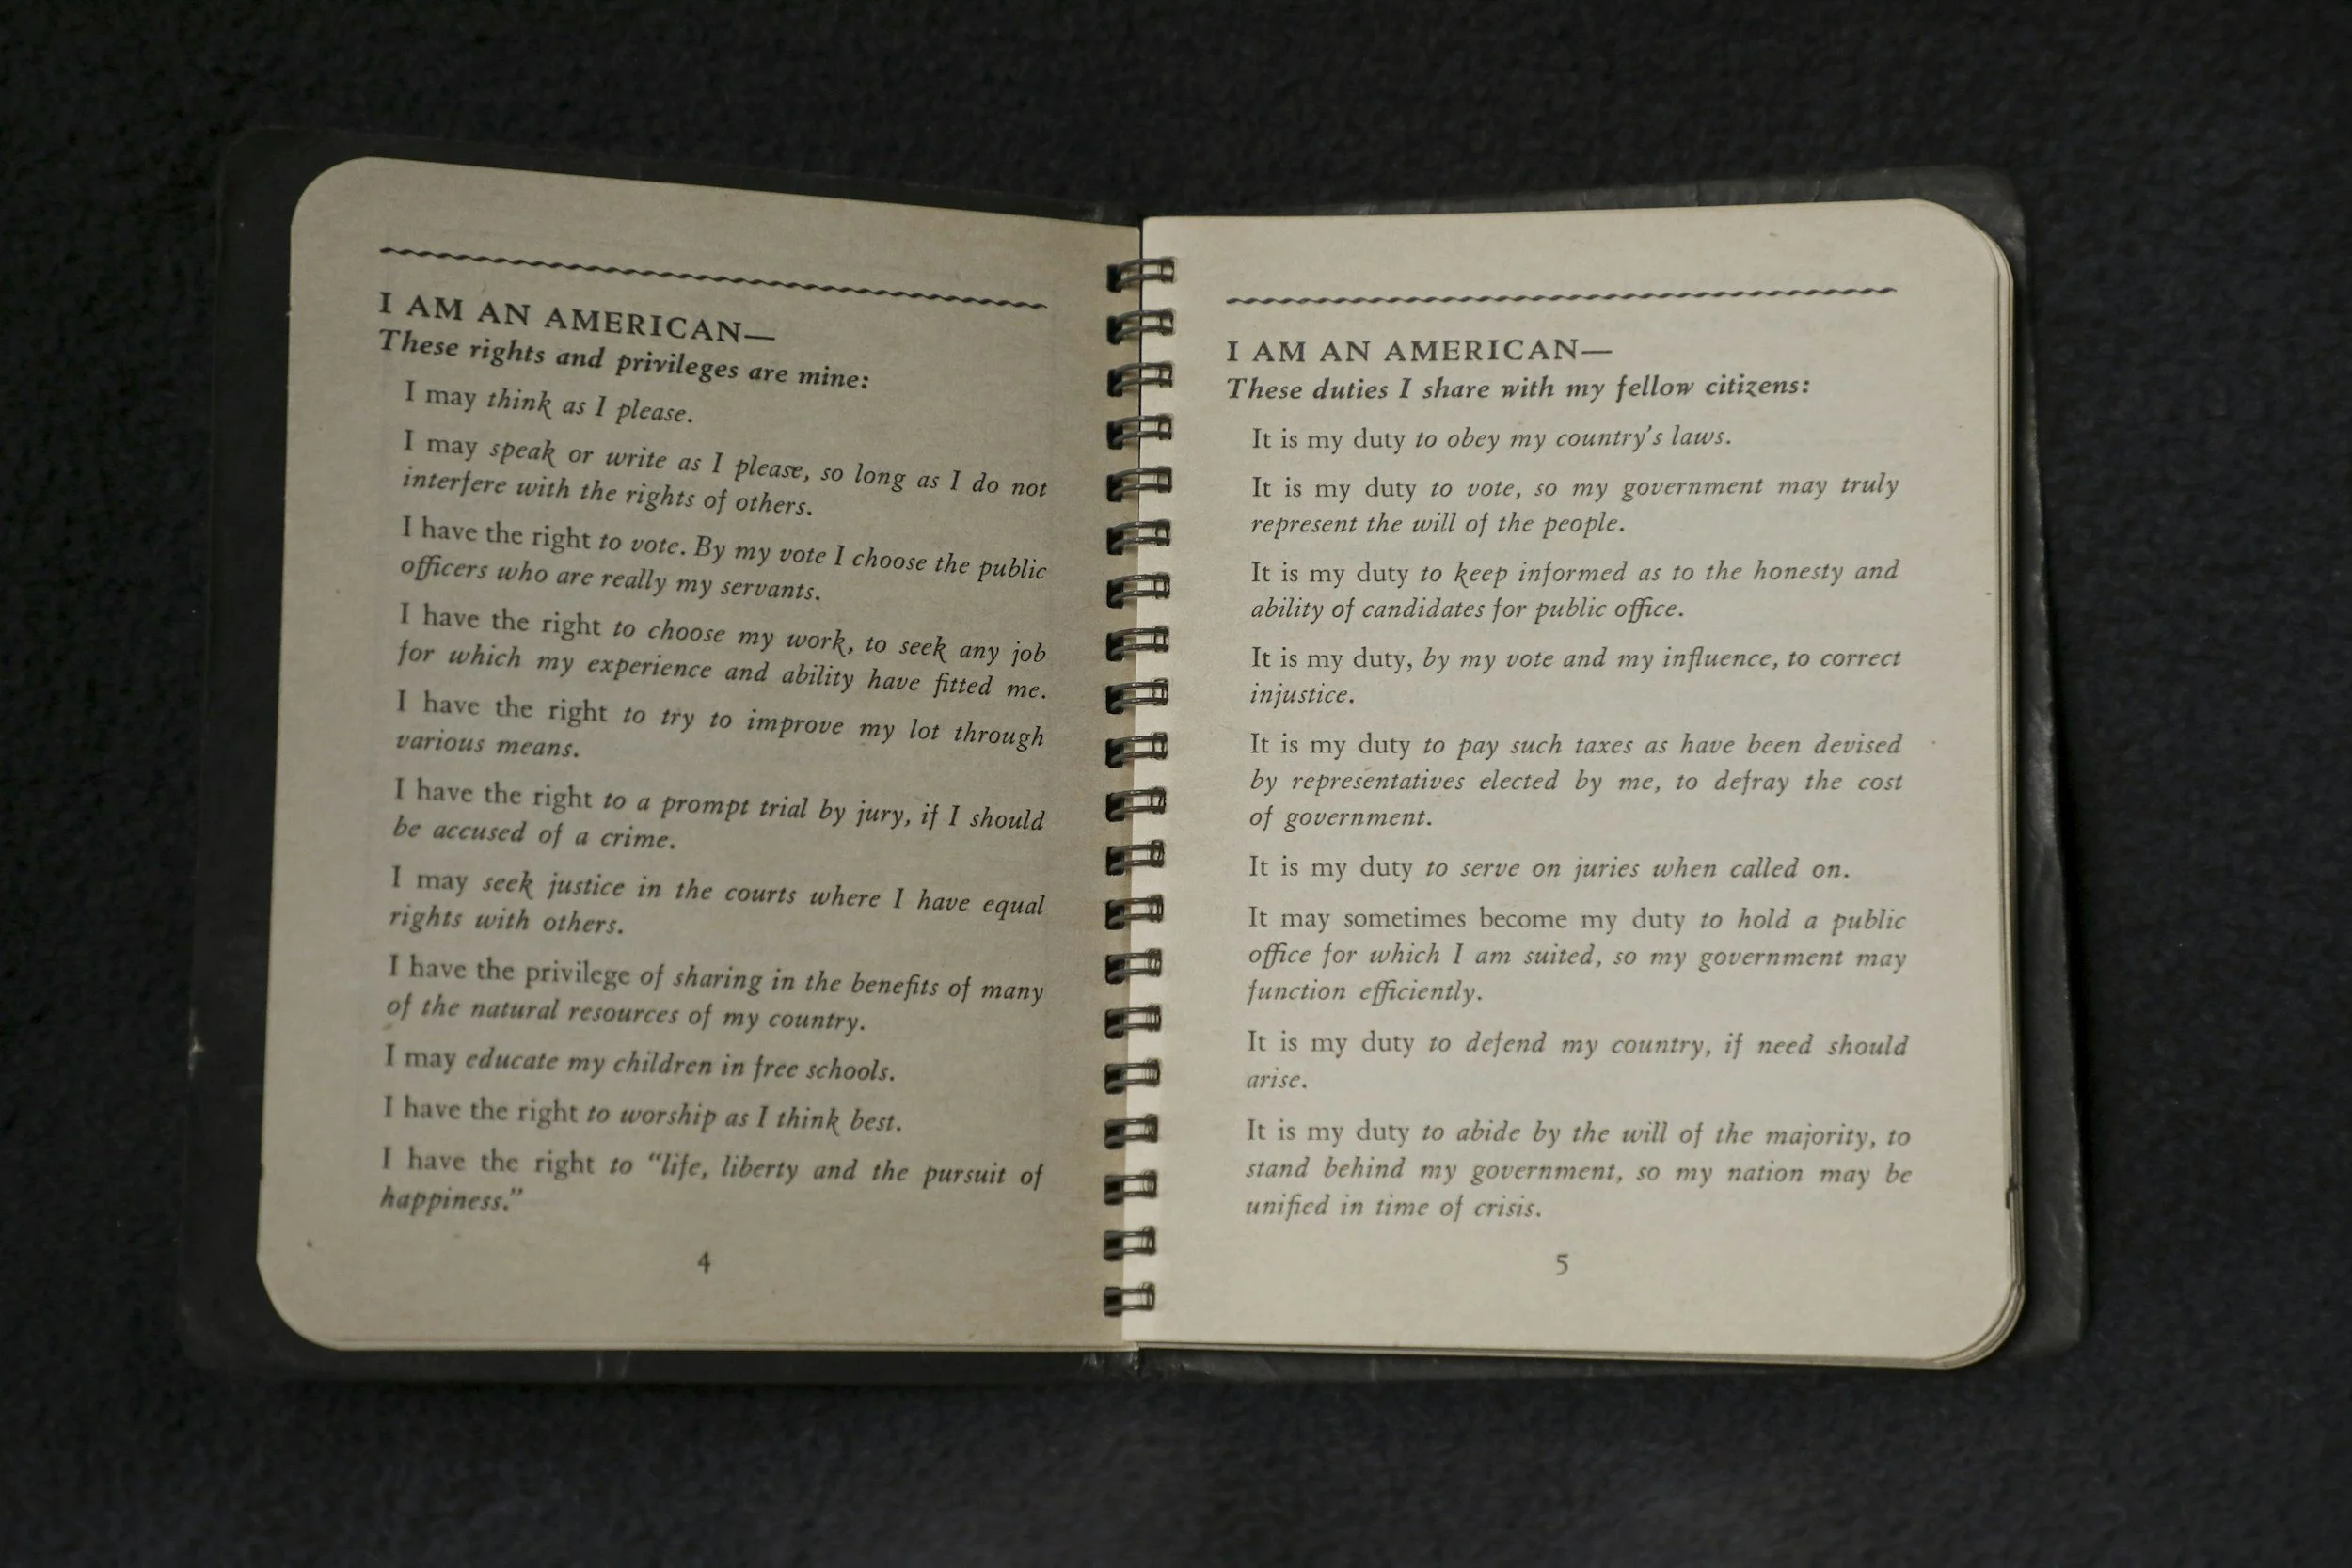 I AM AN AMERICAN—
These rights and privileges are mine:
I may think as I please.
I may speak or write as I please, so long as I do not
interfere with the rights of others.
I have the right to vote. By my vote I choose the public
officers who are really my servants.
I have the right to choose my work, to seek any job
for which my experience and ability have fitted me.
I have the right to try to improve my lot through
various means.
I have the right to a prompt trial by jury, if I should
be accused of a crime.
I may seek justice in the courts where I have equal
rights with others.
I have the privilege of sharing in the benefits of many
of the natural resources of my country.
I may educate my children in free schools.
I have the right to worship as I think best.
I have the right to “life, liberty and the pursuit of
happiness.”
4
I AM AN AMERICAN—
These duties I share with my fellow citizens:
It is my duty to obey my country’s laws.
It is my duty to vote, so my government may truly
represent the will of the people.
It is my duty to keep informed as to the honesty and
ability of candidates for public office.
It is my duty, by my vote and my influence, to correct
injustice.
It is my duty to pay such taxes as have been devised
by representatives elected by me, to defray the cost
of government.
It is my duty to serve on juries when called on.
It may sometimes become my duty to hold a public
office for which I am suited, so my government may
function efficiently.
It is my duty to defend my country, if need should
arise.
It is my duty to abide by the will of the majority, to
stand behind my government, so my nation may be
unified in time of crisis.
5